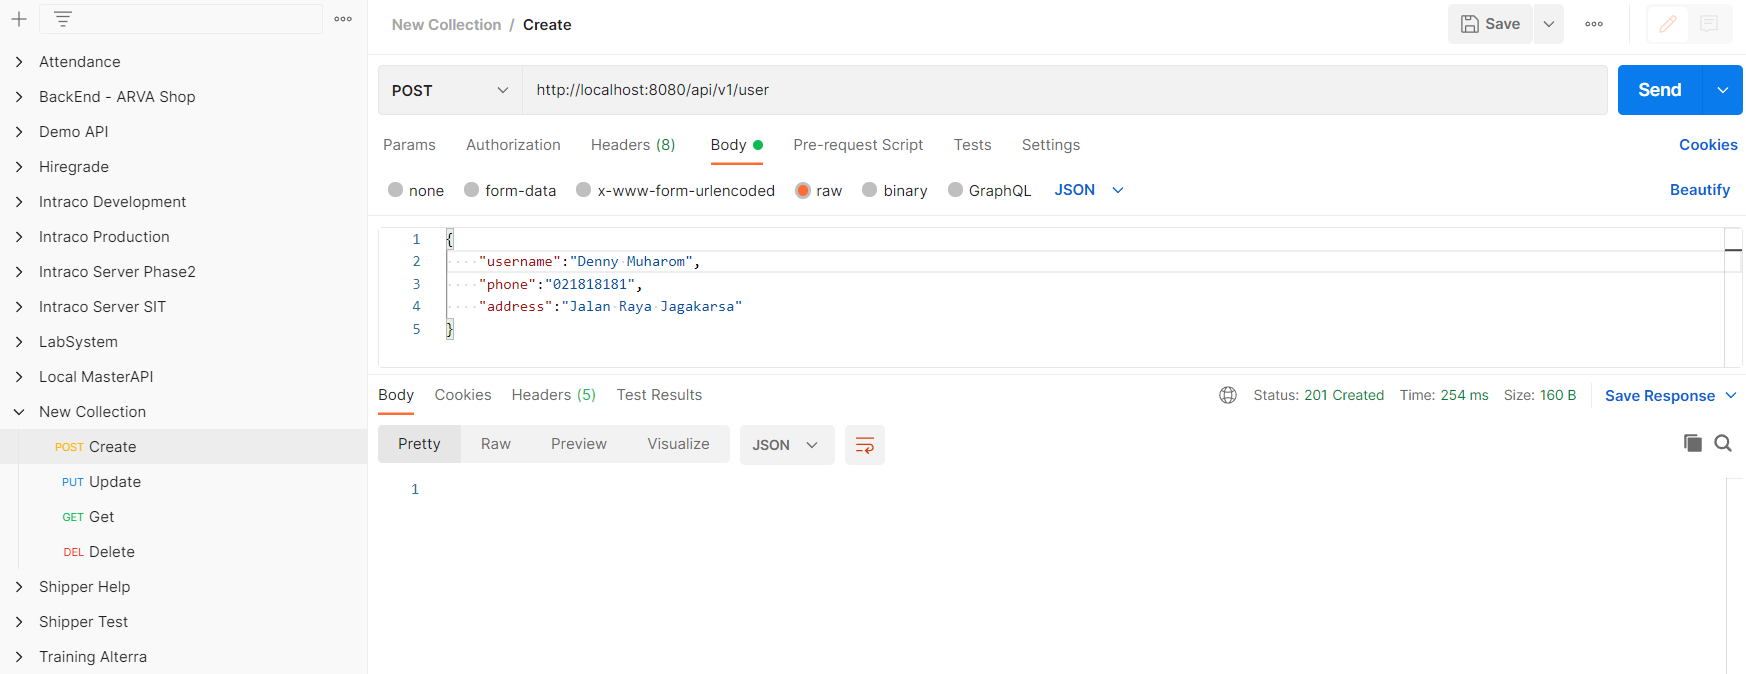 Attendance
BackEnd - ARVA Shop
Demo API
Hiregrade
Intraco Development
Intraco Production
Intraco Server Phase2
Intraco Server SIT
LabSystem
Local MasterAPI
New Collection
POST Create
PUT Update
GET Get
DEL Delete
Shipper Help
Shipper Test
Training Alterra
New Collection / Create
Save
POST http://localhost:8080/api/v1/user
Send
Params Authorization Headers (8) Body Pre-request Script Tests Settings Cookies
none form-data x-www-form-urlencoded raw binary GraphQL JSON Beautify
1 {
2 "username":"Denny Muharom",
3 "phone":"021818181",
4 "address":"Jalan Raya Jagakarsa"
5 }
Body Cookies Headers (5) Test Results Status: 201 Created Time: 254 ms Size: 160 B Save Response
Pretty Raw Preview Visualize JSON
1